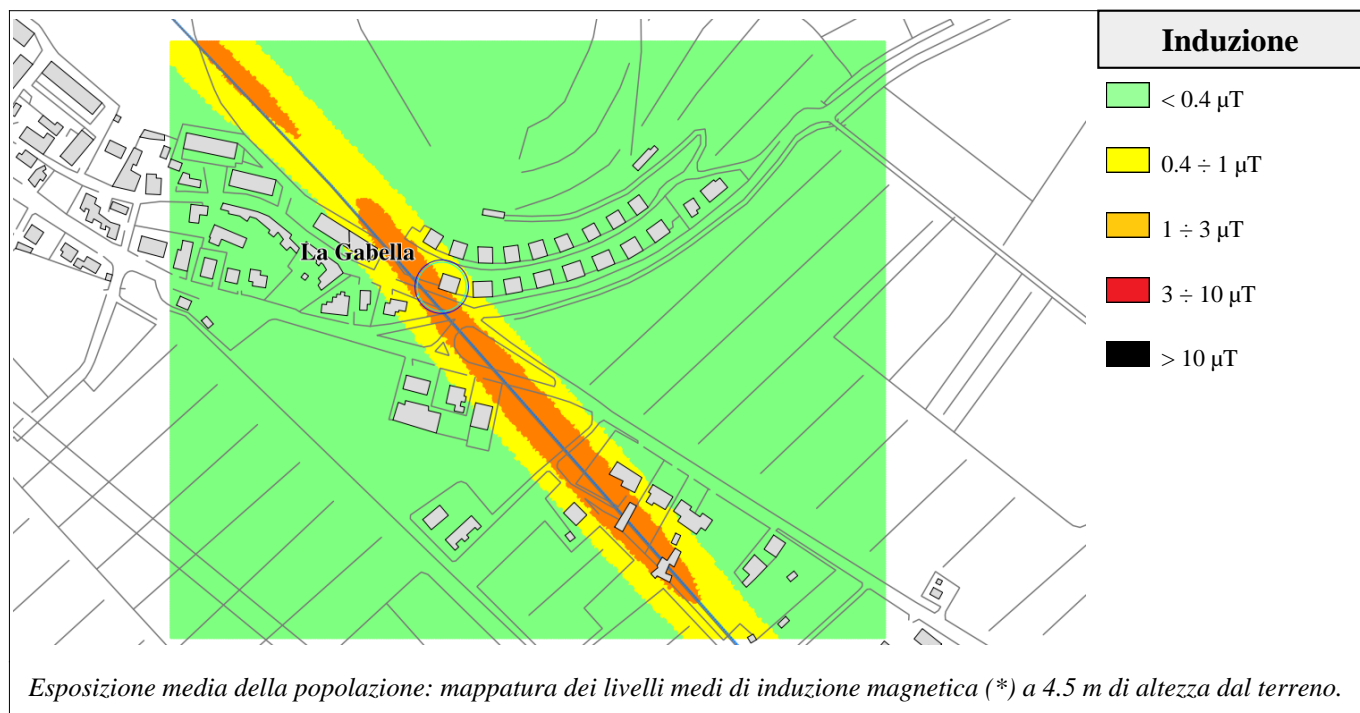 Induzione
< 0.4 µT
0.4 ÷ 1 µT
1 ÷ 3 µT
3 ÷ 10 µT
> 10 µT
La Gabella
Esposizione media della popolazione: mappatura dei livelli medi di induzione magnetica (*) a 4.5 m di altezza dal terreno.